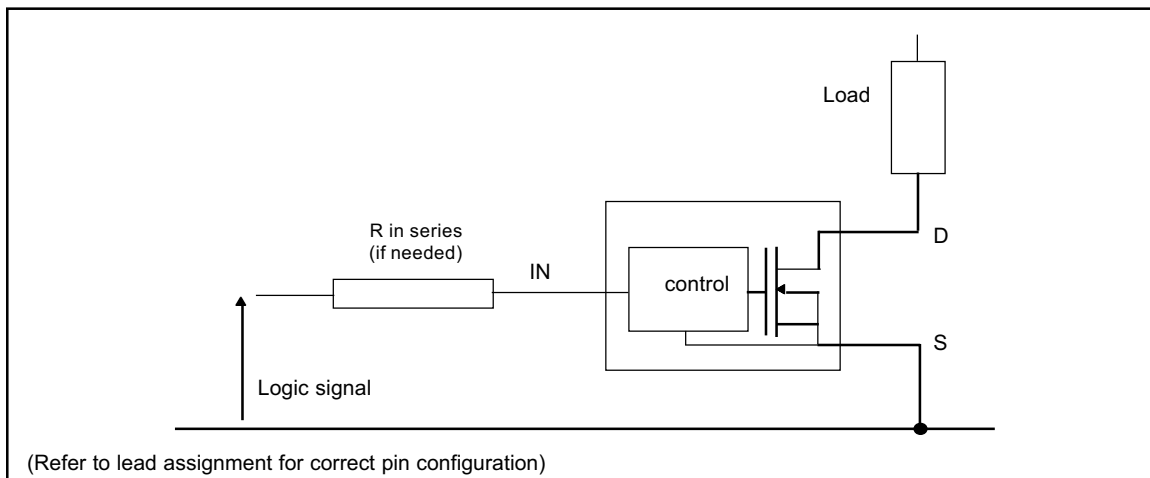 Load
R in series
(if needed)
D
IN
control
S
Logic signal
(Refer to lead assignment for correct pin configuration)